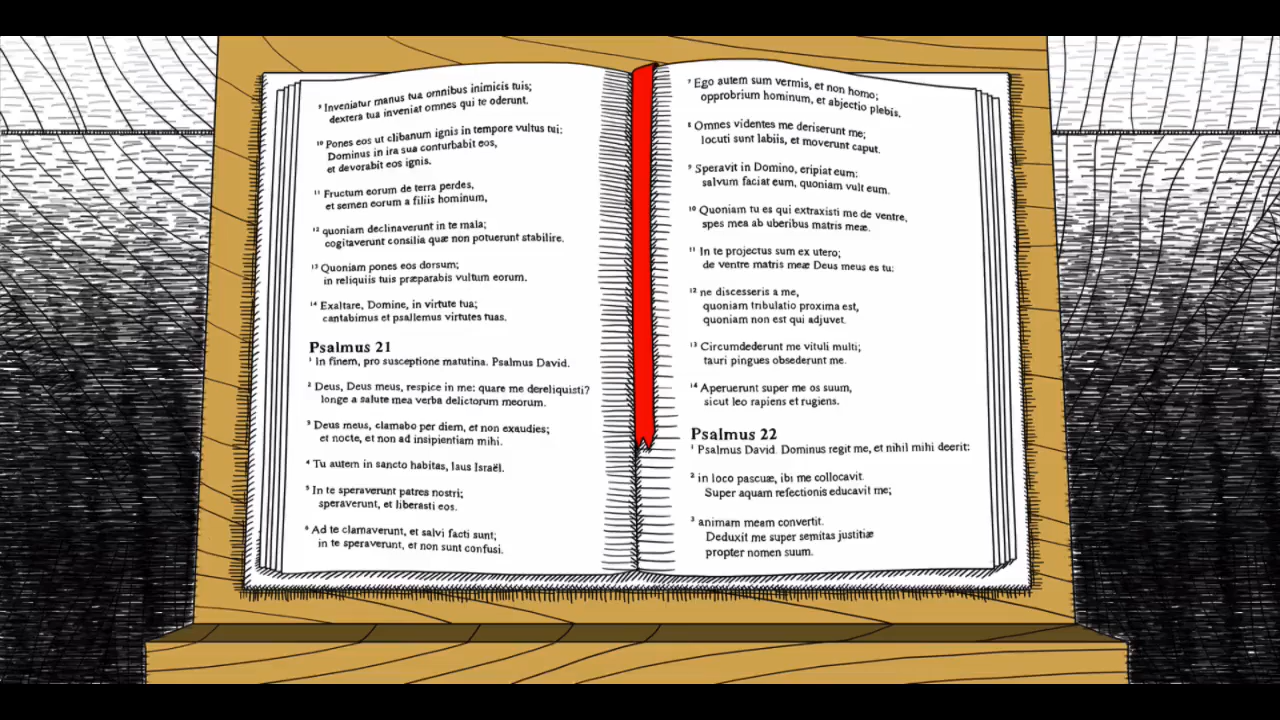 ⁹ Inveniatur manus tua omnibus inimicis tuis;
dextera tua inveniat omnes qui te oderunt.
¹⁰ Pones eos ut clibanum ignis in tempore vultus tui:
Dominus in ira sua conturbabit eos,
et devorabit eos ignis.
¹¹ Fructum eorum de terra perdes,
et semen eorum a filiis hominum,
¹² quoniam declinaverunt in te mala;
cogitaverunt consilia quæ non potuerunt stabilire.
¹³ Quoniam pones eos dorsum;
in reliquiis tuis præparabis vultum eorum.
¹⁴ Exaltare, Domine, in virtute tua;
cantabimus et psallemus virtutes tuas.
Psalmus 21
¹ In finem, pro susceptione matutina. Psalmus David.
² Deus, Deus meus, respice in me: quare me dereliquisti?
longe a salute mea verba delictorum meorum.
³ Deus meus, clamabo per diem, et non exaudies;
et nocte, et non ad insipientiam mihi.
⁴ Tu autem in sancto habitas, laus Israël.
⁵ In te speraverunt patres nostri;
speraverunt, et liberasti eos.
⁶ Ad te clamaverunt, et salvi facti sunt;
in te speraverunt, et non sunt confusi.
⁷ Ego autem sum vermis, et non homo;
opprobrium hominum, et abjectio plebis.
⁸ Omnes videntes me deriserunt me;
locuti sunt labiis, et moverunt caput.
⁹ Speravit in Domino, eripiat eum:
salvum faciat eum, quoniam vult eum.
¹⁰ Quoniam tu es qui extraxisti me de ventre,
spes mea ab uberibus matris meæ.
¹¹ In te projectus sum ex utero;
de ventre matris meæ Deus meus es tu:
¹² ne discesseris a me,
quoniam tribulatio proxima est,
quoniam non est qui adjuvet.
¹³ Circumdederunt me vituli multi;
tauri pingues obsederunt me.
¹⁴ Aperuerunt super me os suum,
sicut leo rapiens et rugiens.
Psalmus 22
¹ Psalmus David. Dominus regit me, et nihil mihi deerit:
² in loco pascuæ, ibi me collocavit.
Super aquam refectionis educavit me;
³ animam meam convertit.
Deduxit me super semitas justitiæ
propter nomen suum.